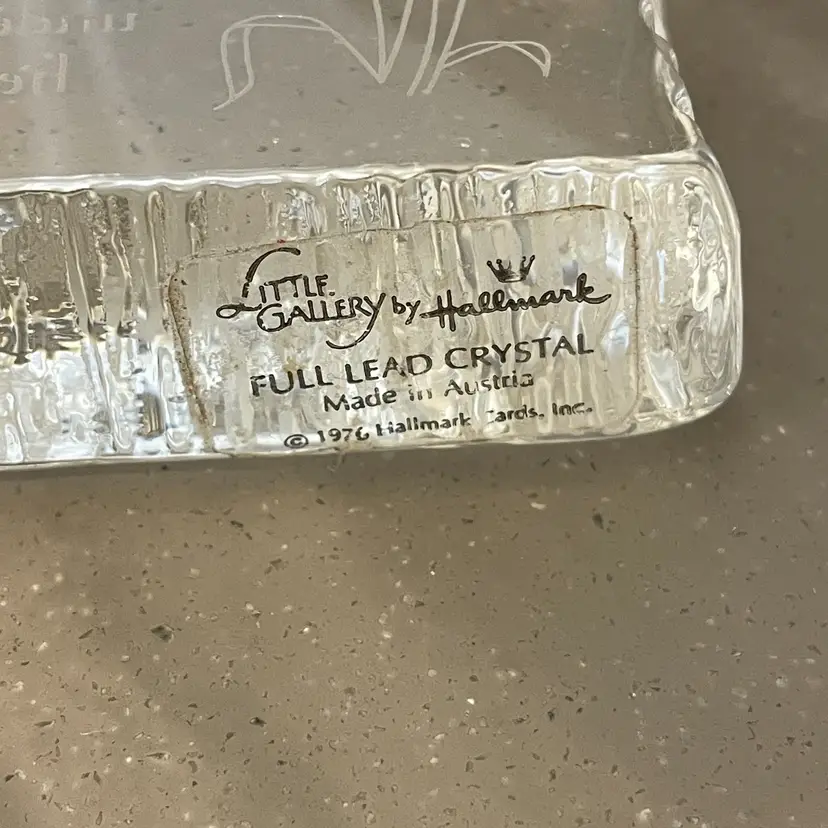 LITTLE GALLERY by Hallmark
FULL LEAD CRYSTAL
Made in Austria
© 1976 Hallmark Cards, Inc.